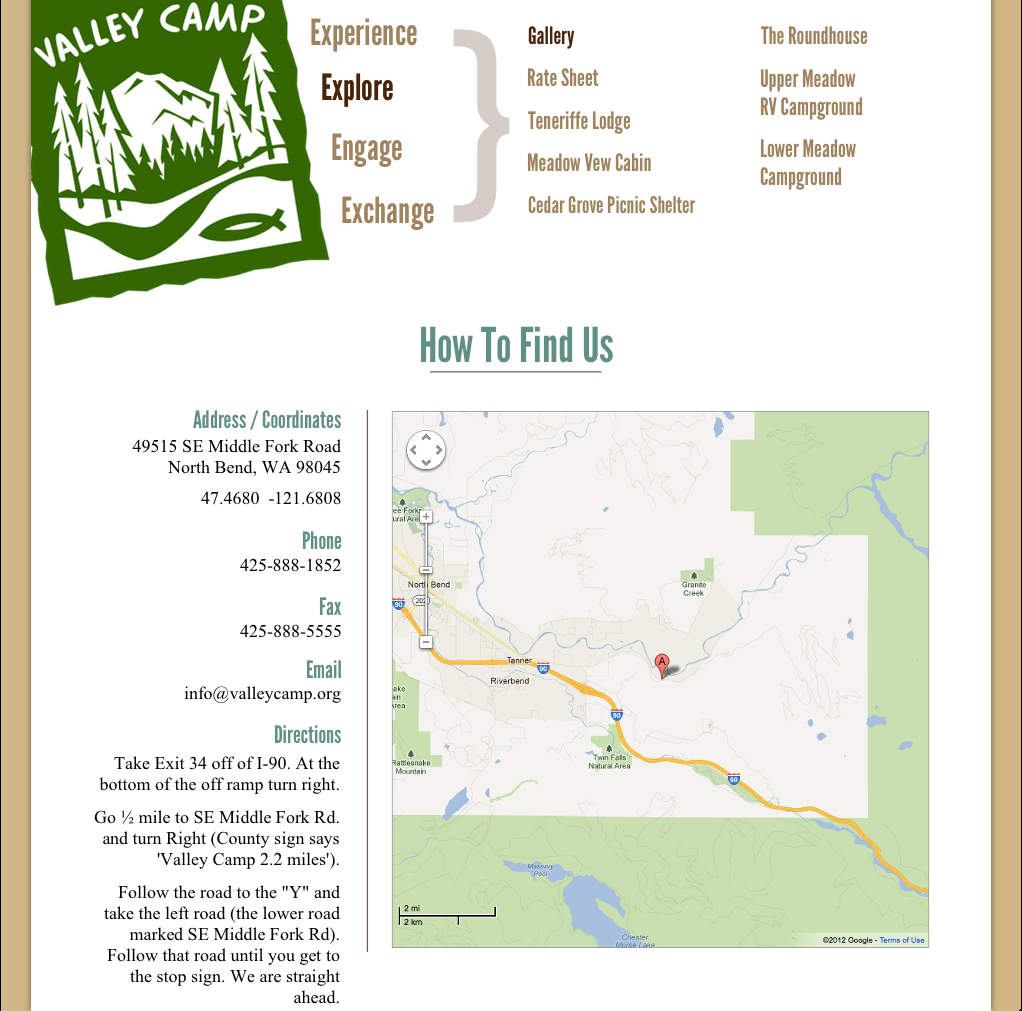 VALLEY CAMP
Experience
Explore
Engage
Exchange
}
Gallery
Rate Sheet
Teneriffe Lodge
Meadow Vew Cabin
Cedar Grove Picnic Shelter
The Roundhouse
Upper Meadow
RV Campground
Lower Meadow
Campground
How To Find Us
Address / Coordinates
49515 SE Middle Fork Road
North Bend, WA 98045
47.4680 -121.6808
Phone
425-888-1852
Fax
425-888-5555
Email
info@valleycamp.org
Directions
Take Exit 34 off of I-90. At the
bottom of the off ramp turn right.
Go ½ mile to SE Middle Fork Rd.
and turn Right (County sign says
'Valley Camp 2.2 miles').
Follow the road to the "Y" and
take the left road (the lower road
marked SE Middle Fork Rd).
Follow that road until you get to
the stop sign. We are straight
ahead.
ee Fork
ural Area
North Bend
202
90
Tanner
90
Riverbend
Granite
Creek
A
90
ake
ain
Area
Rattlesnake
Mountain
Twin Falls
Natural Area
90
Masonry
Pool
Chester
Morse Lake
2 mi
2 km
©2012 Google - Terms of Use